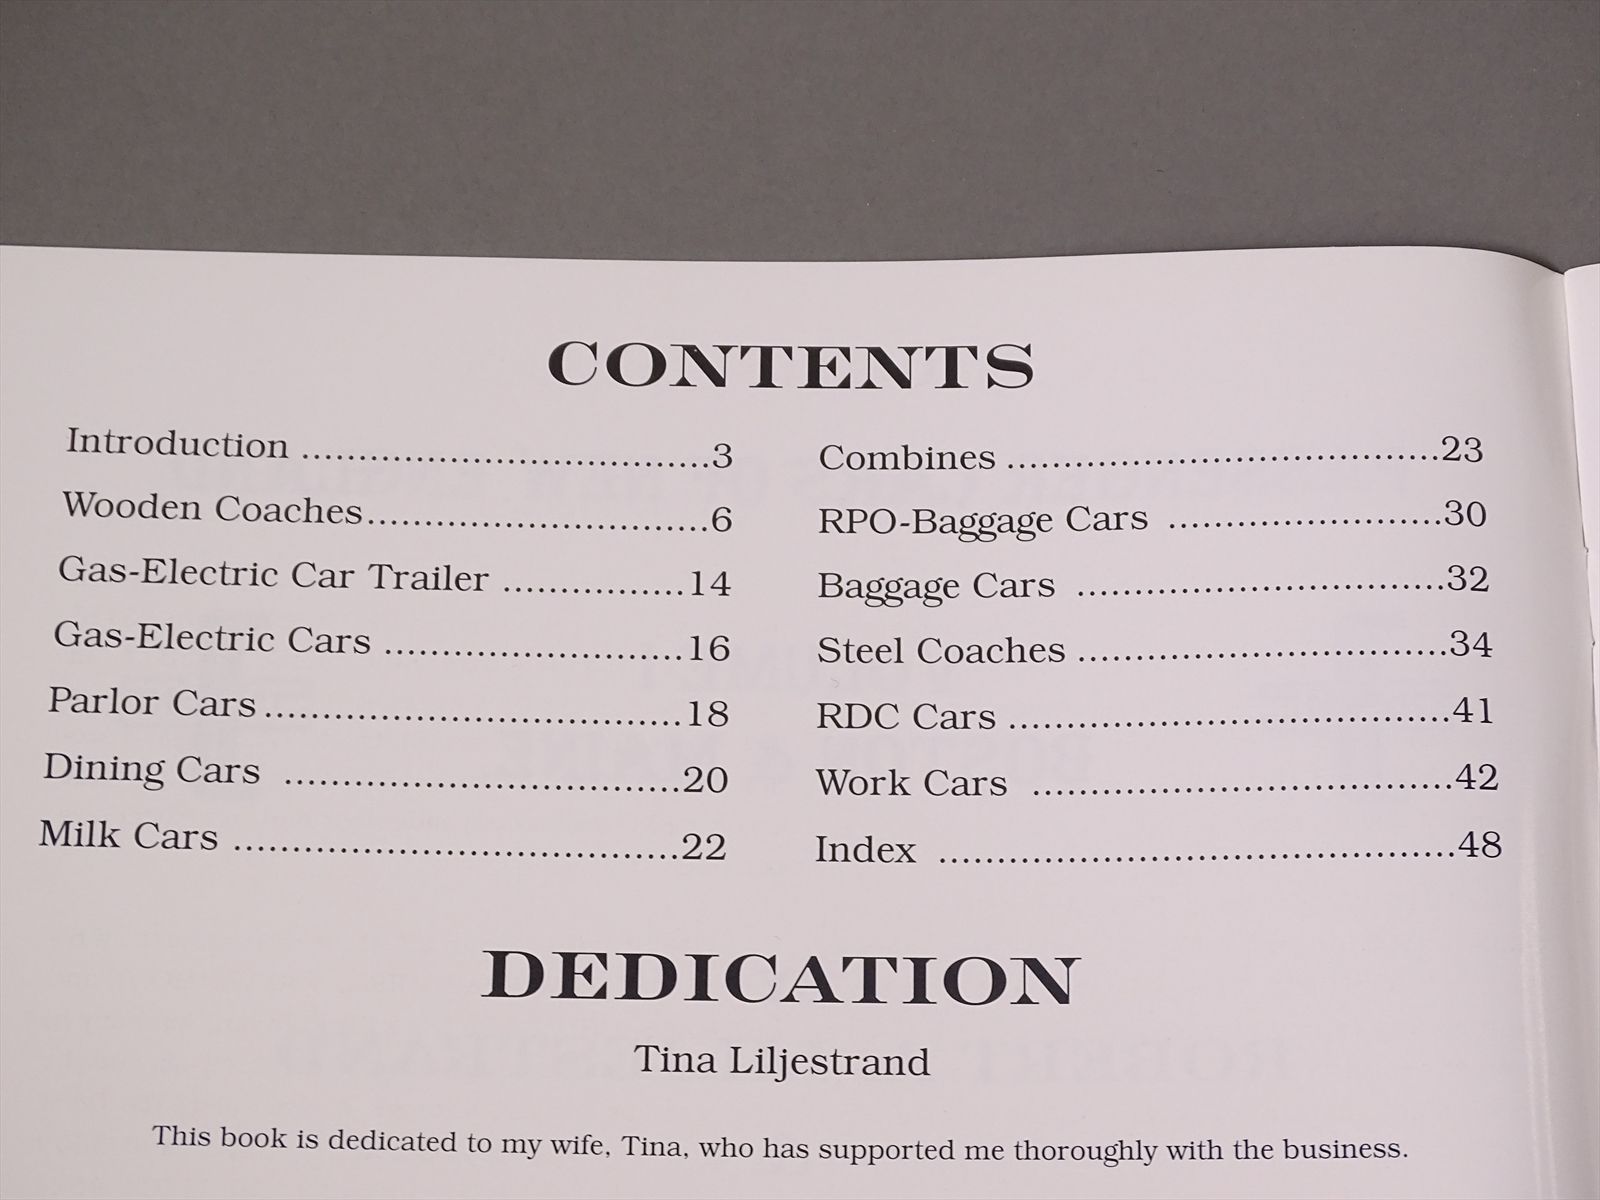 CONTENTS
Introduction ....................................3
Wooden Coaches..............................6
Gas-Electric Car Trailer ................14
Gas-Electric Cars ..........................16
Parlor Cars.....................................18
Dining Cars ...................................20
Milk Cars .......................................22
Combines ......................................23
RPO-Baggage Cars ........................30
Baggage Cars ................................32
Steel Coaches ................................34
RDC Cars .......................................41
Work Cars .....................................42
Index .............................................48
DEDICATION
Tina Liljestrand
This book is dedicated to my wife, Tina, who has supported me thoroughly with the business.